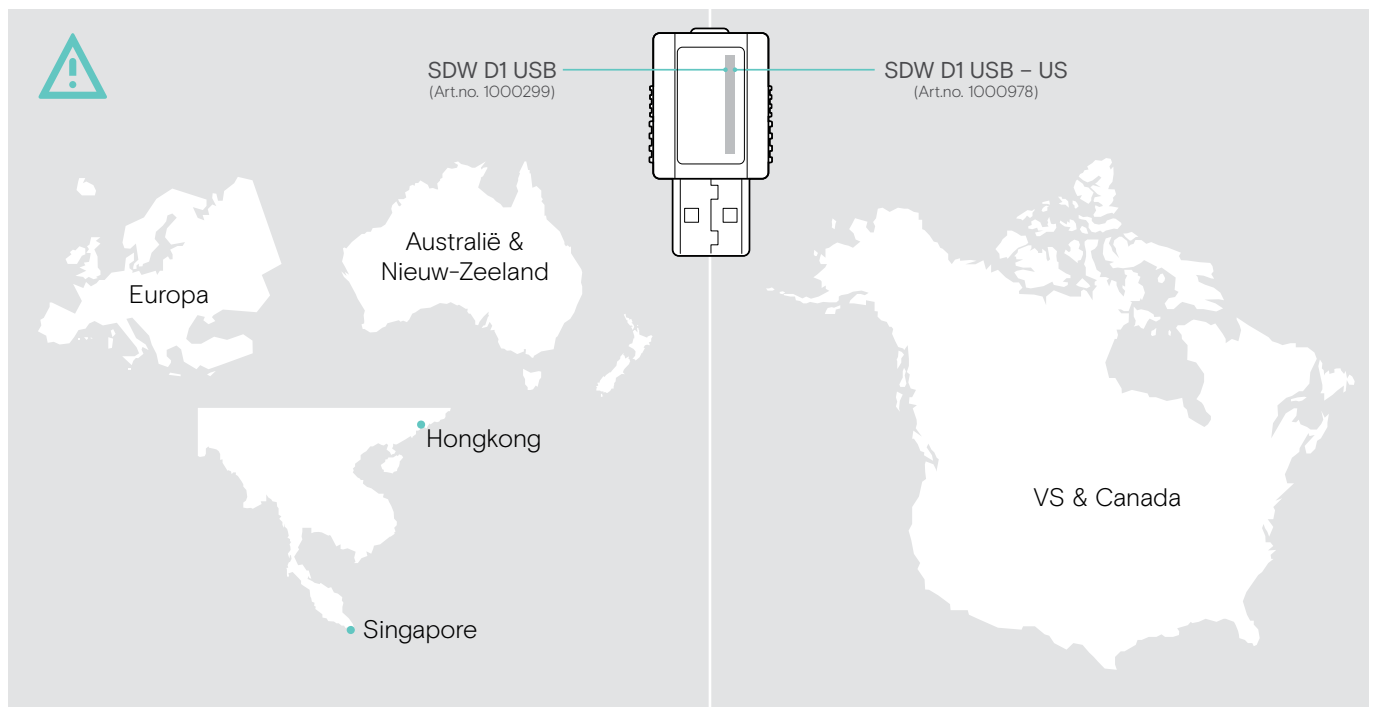 SDW D1 USB
(Art.no. 1000299)
SDW D1 USB – US
(Art.no. 1000978)
Europa
Australië &
Nieuw-Zeeland
Hongkong
Singapore
VS & Canada